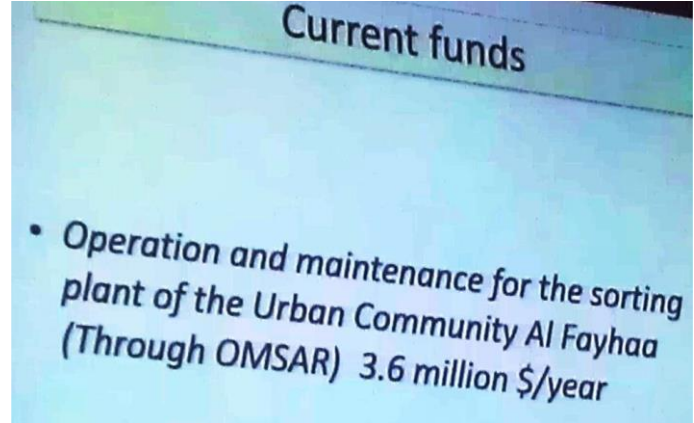 Current funds
• Operation and maintenance for the sorting
plant of the Urban Community Al Fayhaa
(Through OMSAR) 3.6 million $/year